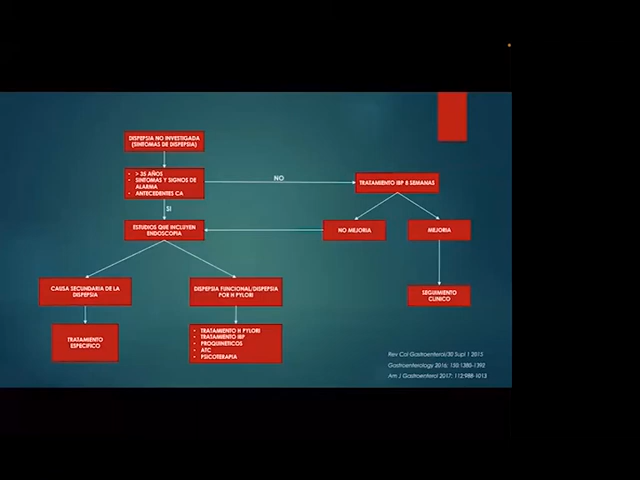 DISPEPSIA NO INVESTIGADA
(SINTOMAS DE DISPEPSIA)
• > 35 AÑOS
• SINTOMAS Y SIGNOS DE
ALARMA
• ANTECEDENTES CA
NO
TRATAMIENTO IBP 8 SEMANAS
SI
ESTUDIOS QUE INCLUYEN
ENDOSCOPIA
NO MEJORIA
MEJORIA
CAUSA SECUNDARIA DE LA
DISPEPSIA
DISPEPSIA FUNCIONAL/DISPEPSIA
POR H PYLORI
SEGUIMIENTO
CLINICO
TRATAMIENTO
ESPECIFICO
• TRATAMIENTO H PYLORI
• TRATAMIENTO IBP
• PROQUINETICOS
• ATC
• PSICOTERAPIA
Rev Col Gastroenterol/30 Supl 1 2015
Gastroenterology 2016; 150:1380-1392
Am J Gastroenterol 2017; 112:988-1013